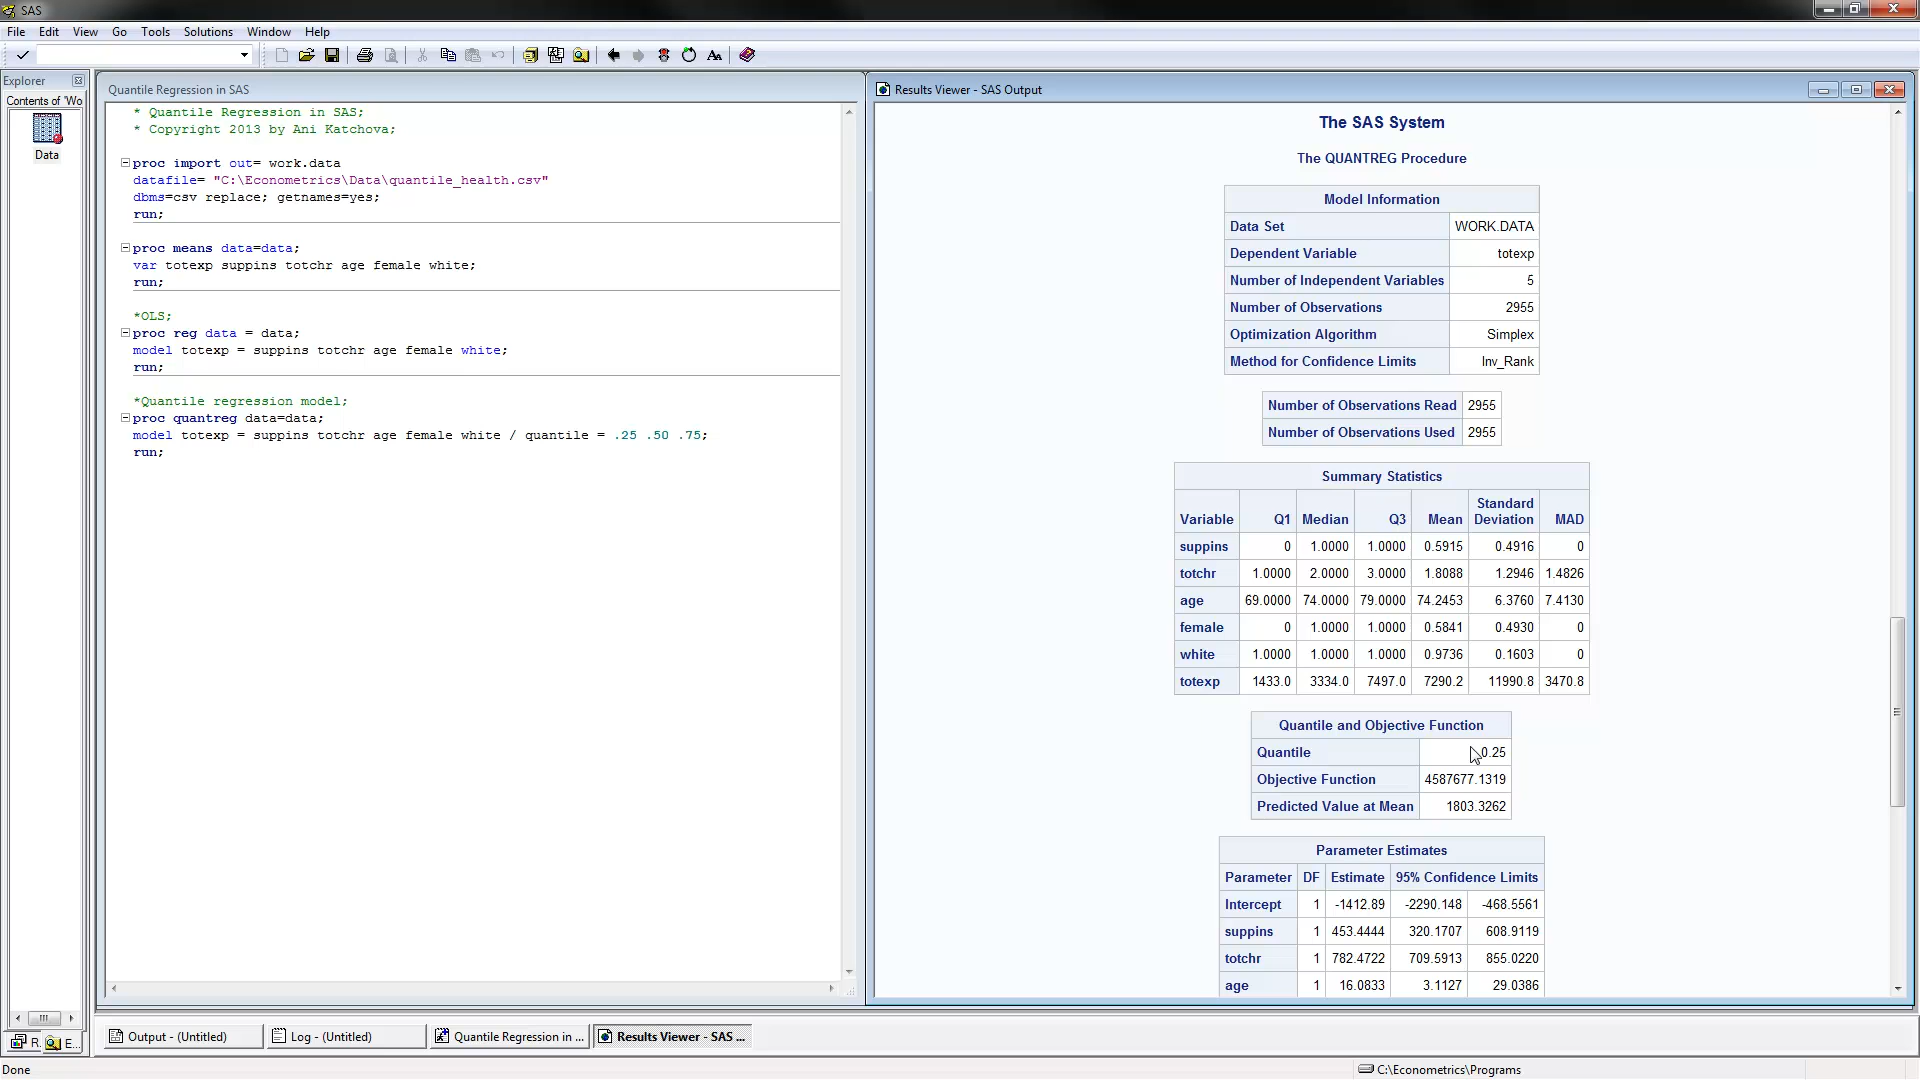 SAS
File Edit View Go Tools Solutions Window Help
Explorer
Contents of 'Wo
Data
Quantile Regression in SAS
* Quantile Regression in SAS;
* Copyright 2013 by Ani Katchova;
proc import out= work.data
datafile= "C:\Econometrics\Data\quantile_health.csv"
dbms=csv replace; getnames=yes;
run;
proc means data=data;
var totexp suppins totchr age female white;
run;
*OLS;
proc reg data = data;
model totexp = suppins totchr age female white;
run;
*Quantile regression model;
proc quantreg data=data;
model totexp = suppins totchr age female white / quantile = .25 .50 .75;
run;
Results Viewer - SAS Output
The SAS System
The QUANTREG Procedure
Model Information
Data Set WORK.DATA
Dependent Variable totexp
Number of Independent Variables 5
Number of Observations 2955
Optimization Algorithm Simplex
Method for Confidence Limits Inv_Rank
Number of Observations Read 2955
Number of Observations Used 2955
Summary Statistics
Variable Q1 Median Q3 Mean Standard Deviation MAD
suppins 0 1.0000 1.0000 0.5915 0.4916 0
totchr 1.0000 2.0000 3.0000 1.8088 1.2946 1.4826
age 69.0000 74.0000 79.0000 74.2453 6.3760 7.4130
female 0 1.0000 1.0000 0.5841 0.4930 0
white 1.0000 1.0000 1.0000 0.9736 0.1603 0
totexp 1433.0 3334.0 7497.0 7290.2 11990.8 3470.8
Quantile and Objective Function
Quantile 0.25
Objective Function 4587677.1319
Predicted Value at Mean 1803.3262
Parameter Estimates
Parameter DF Estimate 95% Confidence Limits
Intercept 1 -1412.89 -2290.148 -468.5561
suppins 1 453.4444 320.1707 608.9119
totchr 1 782.4722 709.5913 855.0220
age 1 16.0833 3.1127 29.0386
R. E...
Output - (Untitled) Log - (Untitled) Quantile Regression in ... Results Viewer - SAS ...
Done C:\Econometrics\Programs